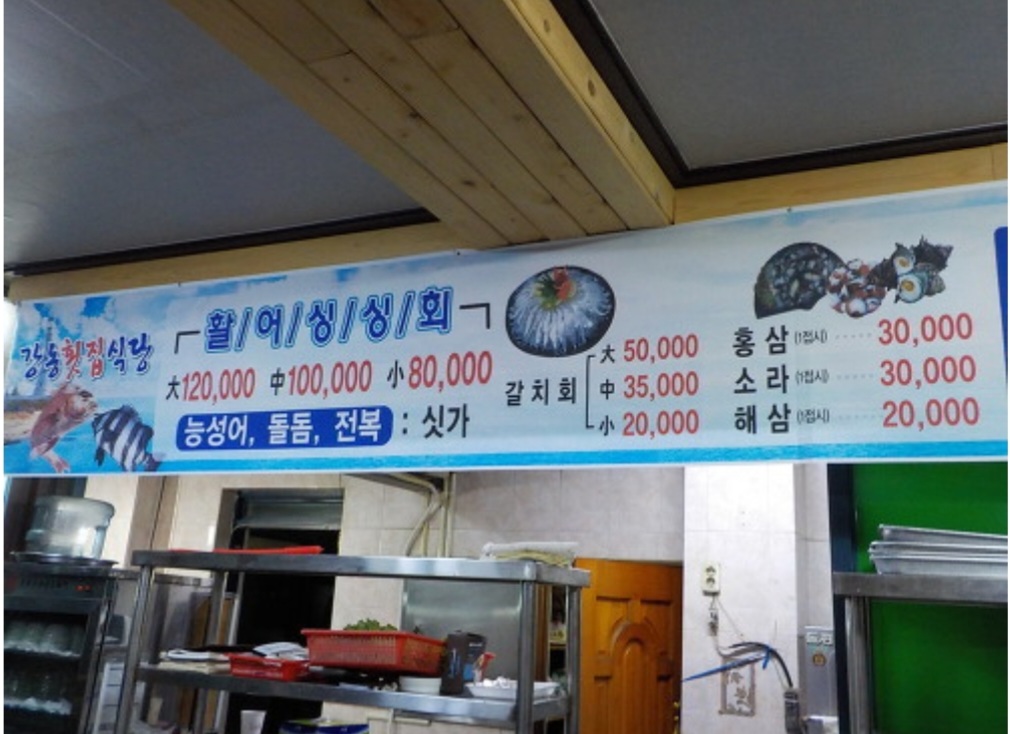 강동횟집식당
활/어/싱/싱/회
大120,000 中100,000 小80,000
능성어, 돌돔, 전복 : 싯가
갈치회
大 50,000
中 35,000
小 20,000
홍삼 (1접시) ····· 30,000
소라 (1접시) ····· 30,000
해삼 (1접시) ····· 20,000